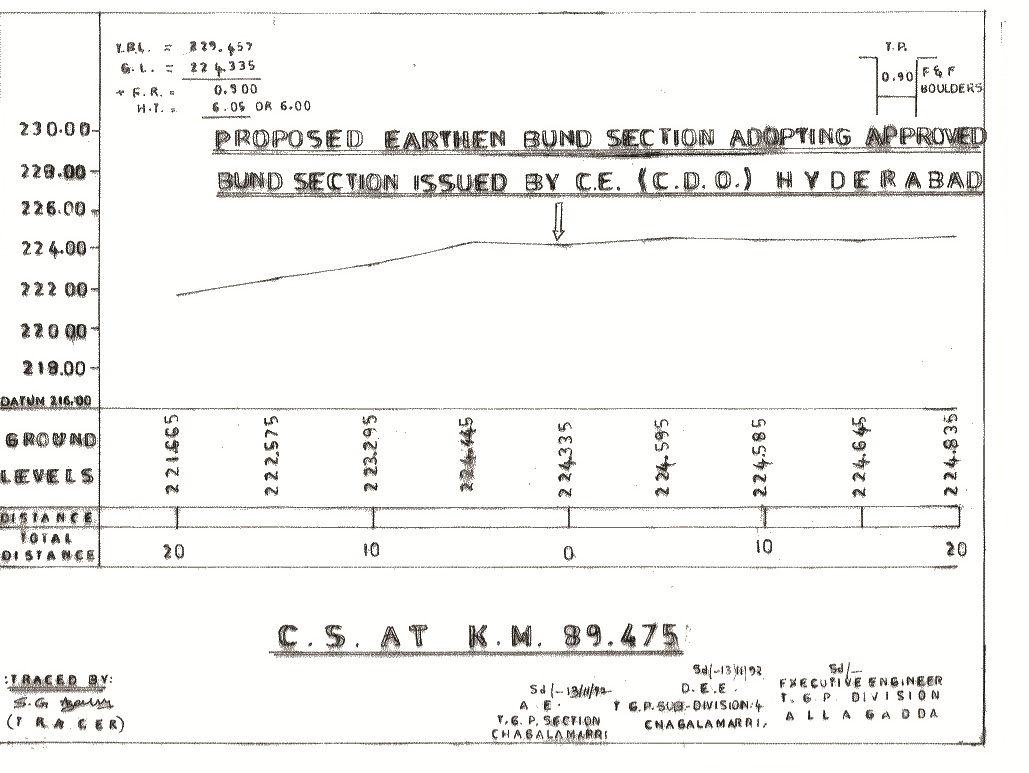 T.B.L. = 229.457
G.L. = 224.335
+ F.R. = 0.900
H.T. = 6.05 OR 6.00
T.P.
0.90 F & F
BOULDERS
PROPOSED EARTHEN BUND SECTION ADOPTING APPROVED
BUND SECTION ISSUED BY C.E. (C.D.O.) HYDERABAD
230.00
228.00
226.00
224.00
222.00
220.00
218.00
DATUM 216.00
GROUND LEVELS
221.665 222.575 223.295 224.445 224.335 224.595 224.585 224.645 224.835
DISTANCE
TOTAL DISTANCE
20 10 0 10 20
C.S. AT K.M. 89.475
:TRACED BY:
S.G
(TRACER)
Sd/-13/11/92
A.E.
T.G.P. SECTION
CHAGALAMARRI
Sd/-13/11/92
D.E.E.
T.G.P. SUB-DIVISION.4
CHAGALAMARRI,
Sd/-
EXECUTIVE ENGINEER
T.G.P. DIVISION
ALLAGADDA